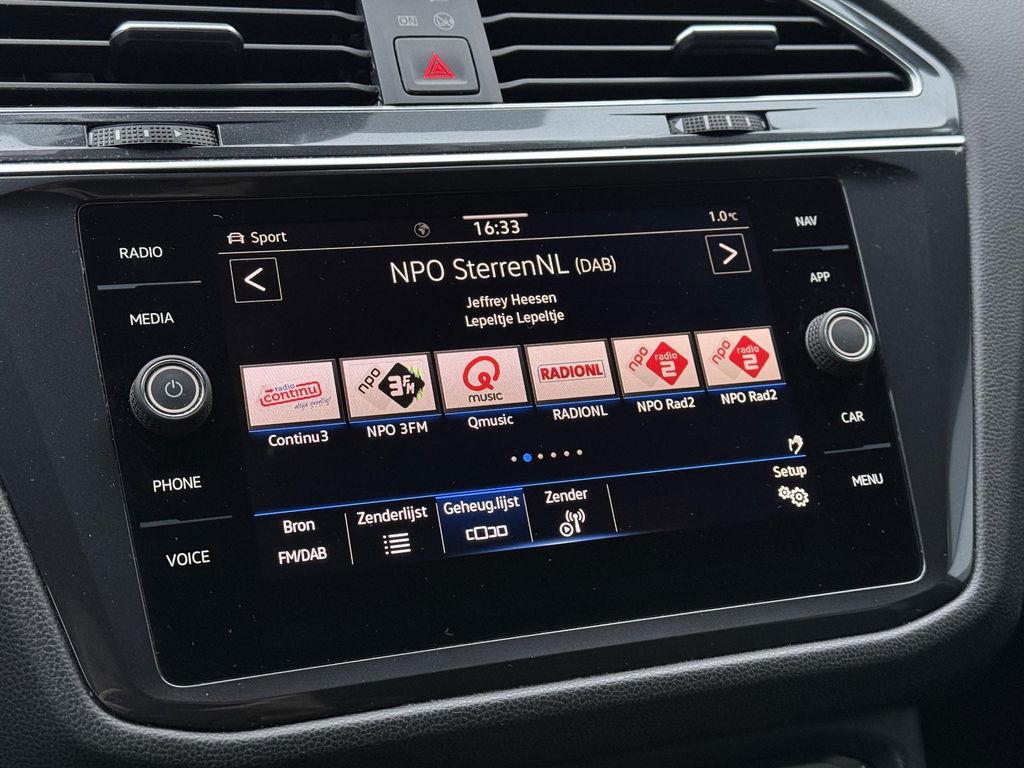 ON
RADIO
MEDIA
PHONE
VOICE
NAV
APP
CAR
MENU
Sport
16:33
1.0°C
<
NPO SterrenNL (DAB)
>
Jeffrey Heesen
Lepeltje Lepeltje
radio
continu
altijd gezellig!
npo
3FM
Q
MUSIC
RADIONL
npo radio
2
npo radio
2
Continu3
NPO 3FM
Qmusic
RADIONL
NPO Rad2
NPO Rad2
Bron
FM/DAB
Zenderlijst
Geheug.lijst
Zender
Setup